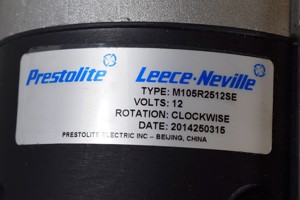 Prestolite Leece-Neville
TYPE: M105R2512SE
VOLTS: 12
ROTATION: CLOCKWISE
DATE: 2014250315
PRESTOLITE ELECTRIC INC – BEIJING, CHINA